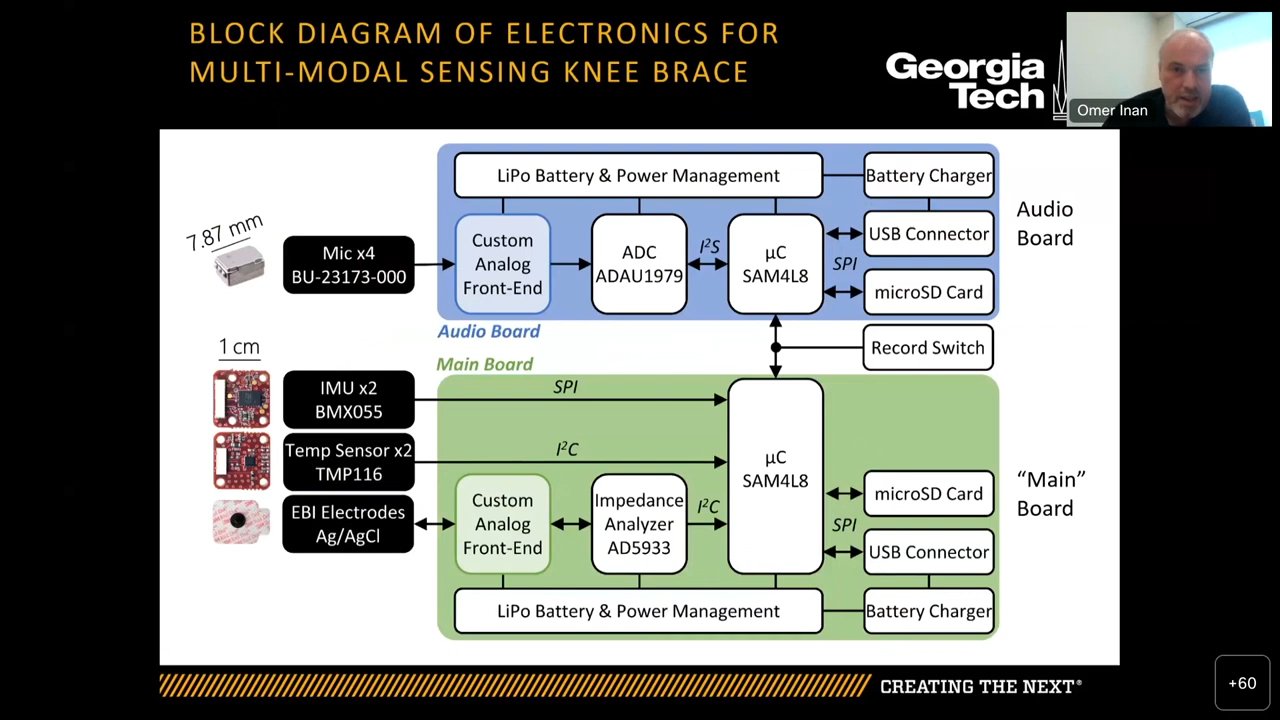 BLOCK DIAGRAM OF ELECTRONICS FOR
MULTI-MODAL SENSING KNEE BRACE
Georgia
Tech
Omer Inan
LiPo Battery & Power Management
Battery Charger
Audio
Board
7.87 mm
Mic x4
BU-23173-000
Custom
Analog
Front-End
ADC
ADAU1979
I²S
µC
SAM4L8
USB Connector
SPI
microSD Card
Audio Board
Record Switch
Main Board
1 cm
IMU x2
BMX055
SPI
Temp Sensor x2
TMP116
I²C
EBI Electrodes
Ag/AgCl
Custom
Analog
Front-End
Impedance
Analyzer
AD5933
I²C
µC
SAM4L8
microSD Card
SPI
USB Connector
"Main"
Board
LiPo Battery & Power Management
Battery Charger
CREATING THE NEXT®
+60